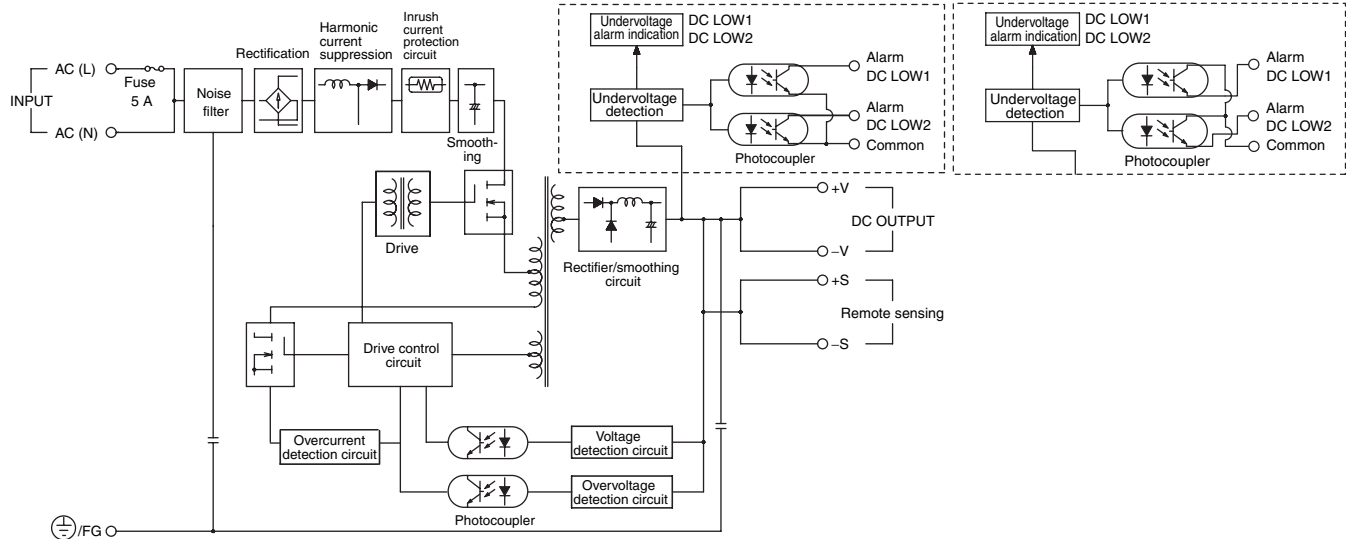 INPUT
AC (L)
Fuse
5 A
AC (N)
Noise
filter
Rectification
Harmonic
current
suppression
Inrush
current
protection
circuit
Smooth-
ing
Undervoltage
alarm indication
DC LOW1
DC LOW2
Undervoltage
detection
Photocoupler
Alarm
DC LOW1
Alarm
DC LOW2
Common
Undervoltage
alarm indication
DC LOW1
DC LOW2
Undervoltage
detection
Photocoupler
Alarm
DC LOW1
Alarm
DC LOW2
Common
Drive
Rectifier/smoothing
circuit
+V
DC OUTPUT
–V
+S
Remote sensing
–S
Drive control
circuit
Overcurrent
detection circuit
Voltage
detection circuit
Overvoltage
detection circuit
Photocoupler
/FG